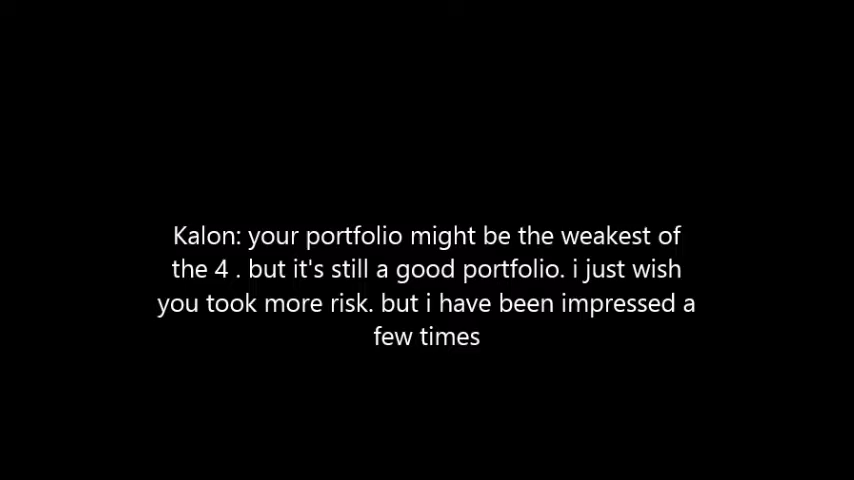 Kalon: your portfolio might be the weakest of
the 4 . but it's still a good portfolio. i just wish
you took more risk. but i have been impressed a
few times